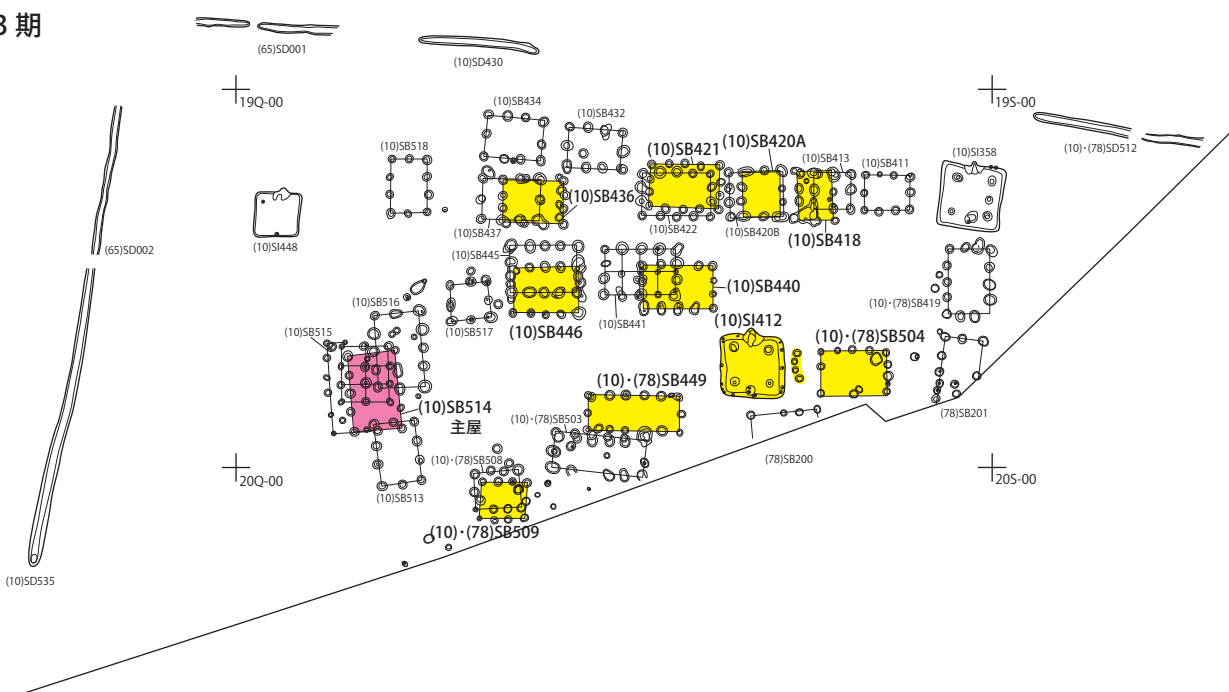 3 期
(65)SD001
(10)SD430
19Q-00
19S-00
(10)・(78)SD512
(10)SB434
(10)SB432
(10)SB518
(10)SB421
(10)SB420A
(10)SB413
(10)SB411
(10)SI358
(10)SB436
(10)SI448
(10)SB437
(10)SB422
(10)SB420B
(10)SB418
(65)SD002
(10)SB445
(10)SB440
(10)・(78)SB419
(10)SB516
(10)SB515
(10)SB517
(10)SB446
(10)SB441
(10)SI412
(10)・(78)SB504
(10)・(78)SB449
(10)SB514
主屋
(10)・(78)SB503
(78)SB201
(78)SB200
(10)・(78)SB508
20Q-00
20S-00
(10)SB513
(10)・(78)SB509
(10)SD535